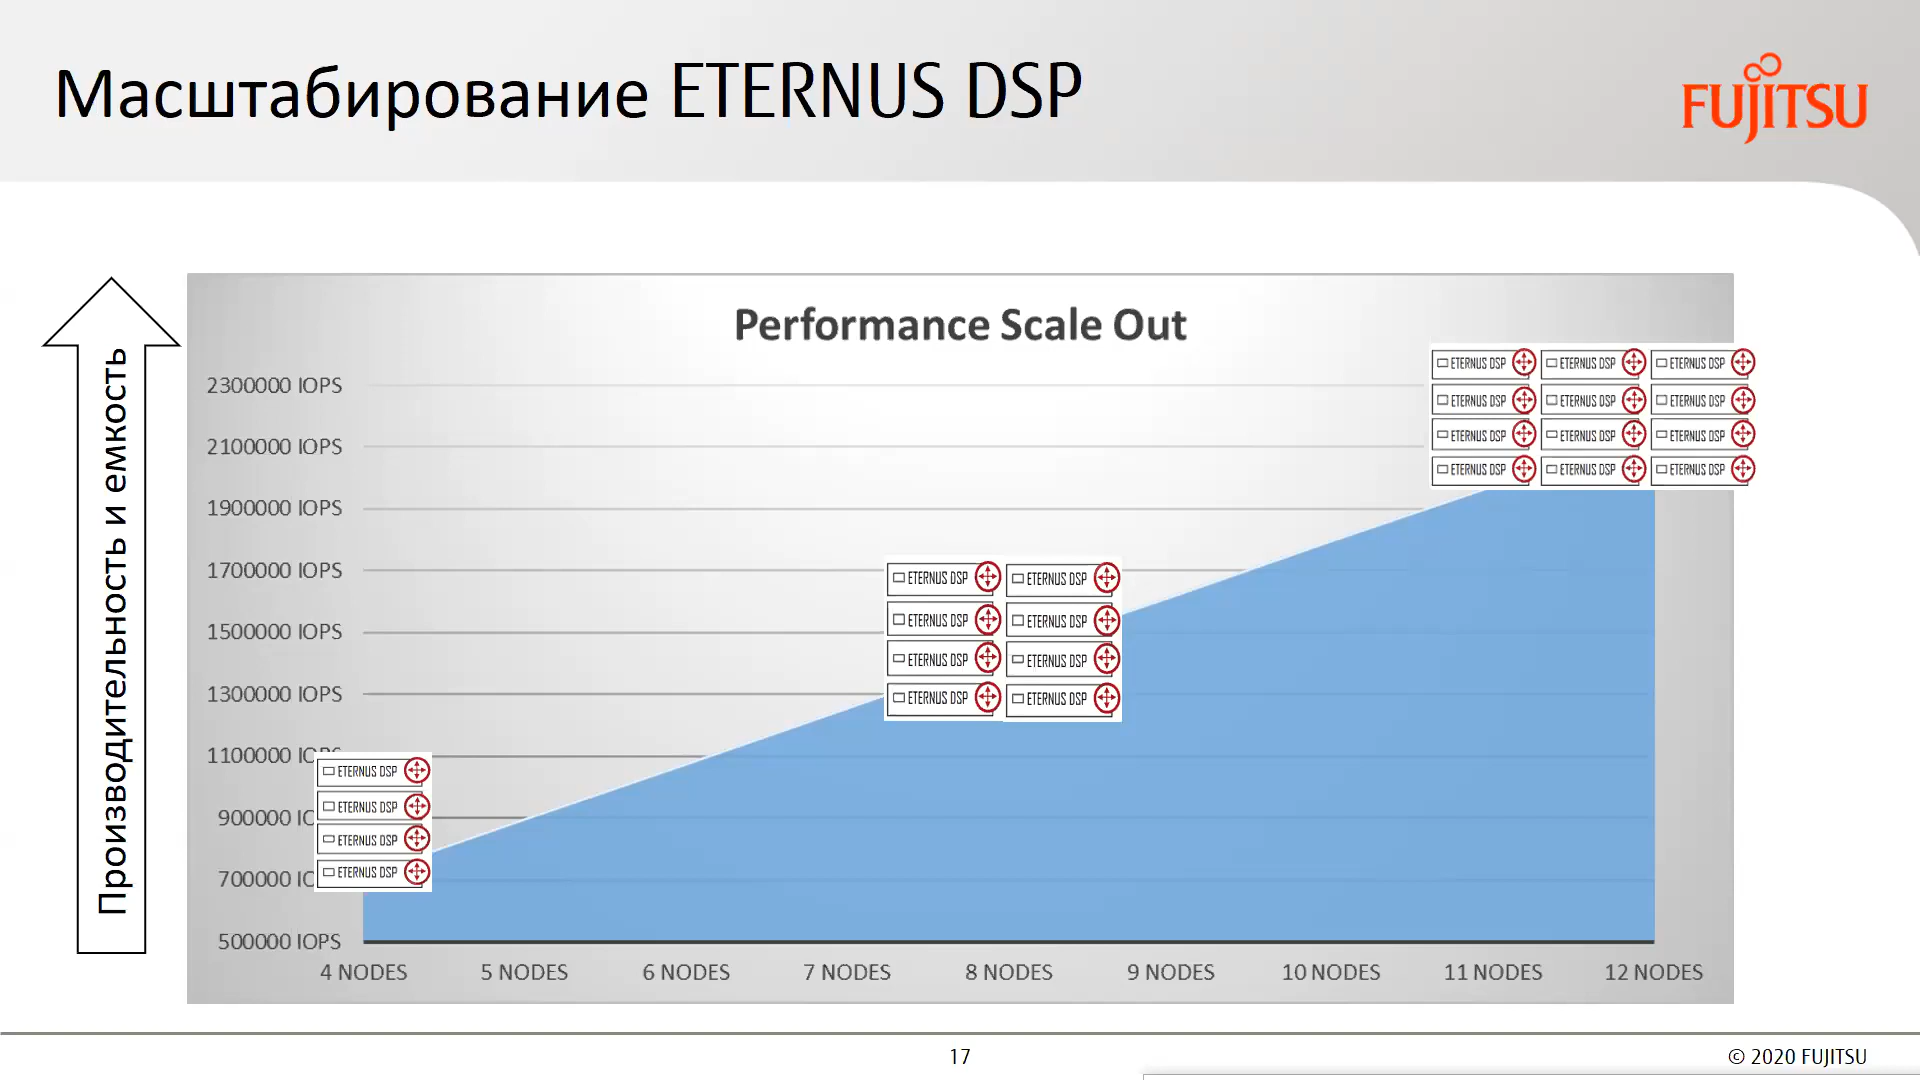 Масштабирование ETERNUS DSP
FUJITSU
Производительность и емкость
Performance Scale Out
2300000 IOPS
2100000 IOPS
1900000 IOPS
1700000 IOPS
1500000 IOPS
1300000 IOPS
1100000 IOPS
900000 IO
700000 IO
500000 IOPS
ETERNUS DSP
ETERNUS DSP
ETERNUS DSP
ETERNUS DSP
ETERNUS DSP ETERNUS DSP
ETERNUS DSP ETERNUS DSP
ETERNUS DSP ETERNUS DSP
ETERNUS DSP ETERNUS DSP
ETERNUS DSP ETERNUS DSP ETERNUS DSP
ETERNUS DSP ETERNUS DSP ETERNUS DSP
ETERNUS DSP ETERNUS DSP ETERNUS DSP
ETERNUS DSP ETERNUS DSP ETERNUS DSP
4 NODES 5 NODES 6 NODES 7 NODES 8 NODES 9 NODES 10 NODES 11 NODES 12 NODES
17
© 2020 FUJITSU